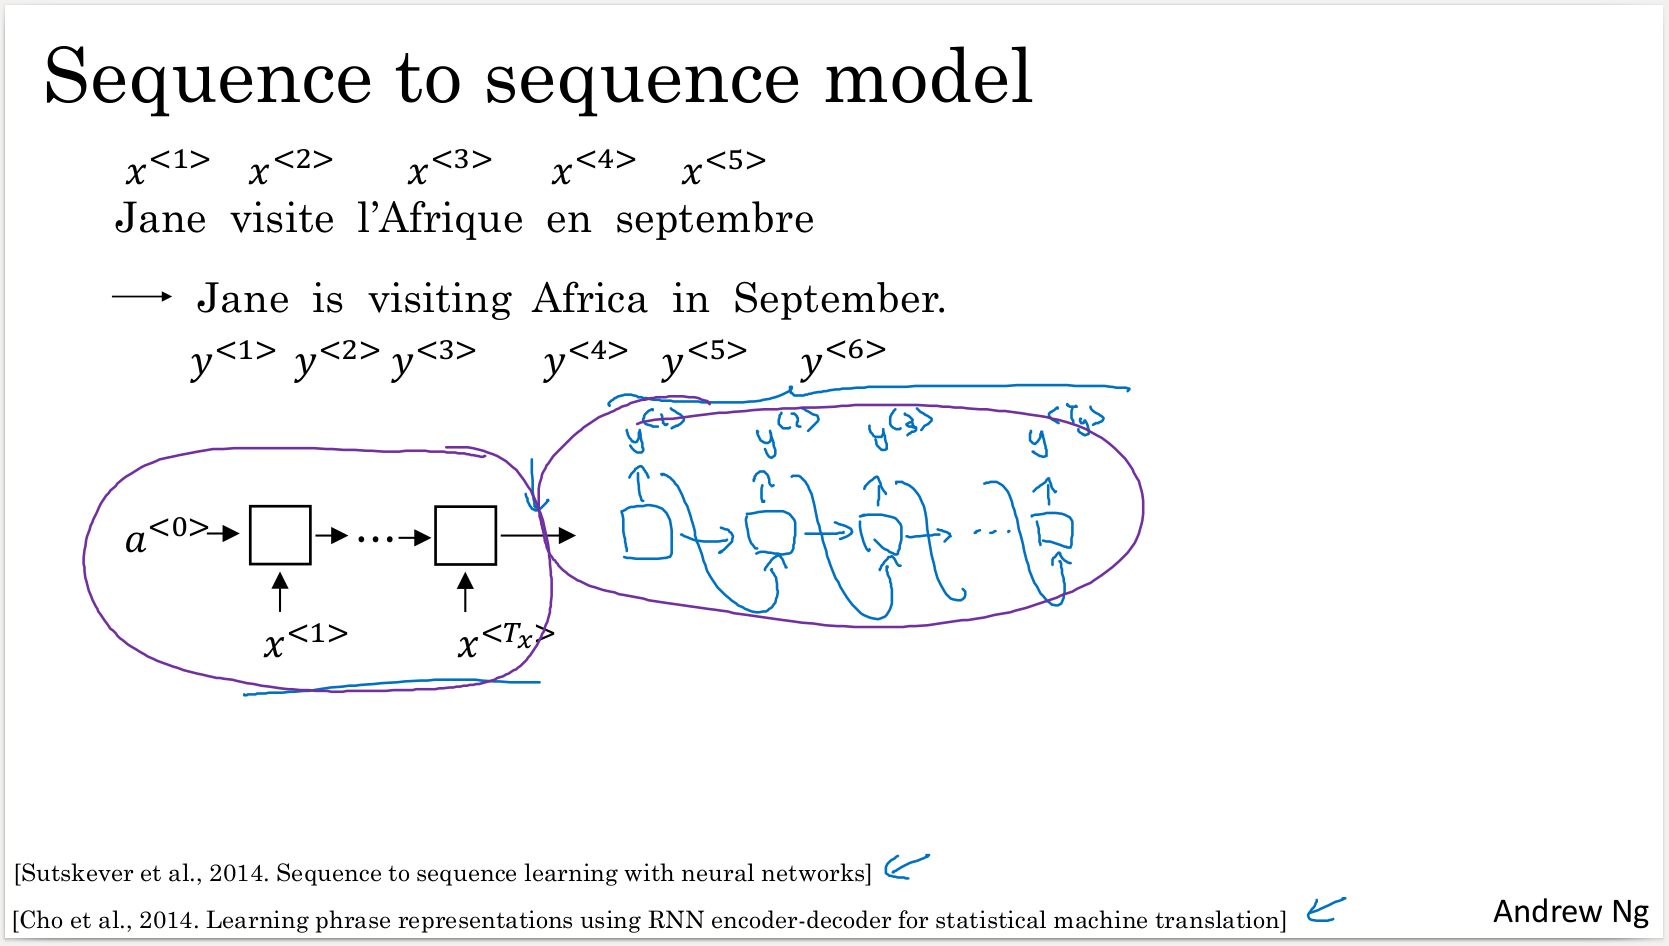 Sequence to sequence model
x<1> x<2> x<3> x<4> x<5>
Jane visite l’Afrique en septembre
→ Jane is visiting Africa in September.
y<1> y<2> y<3> y<4> y<5> y<6>
y<1> y<2> y<3> y<Ty>
a<0> → → ... → → → → → ...
x<1> x<Tx>
[Sutskever et al., 2014. Sequence to sequence learning with neural networks]
[Cho et al., 2014. Learning phrase representations using RNN encoder-decoder for statistical machine translation]
Andrew Ng